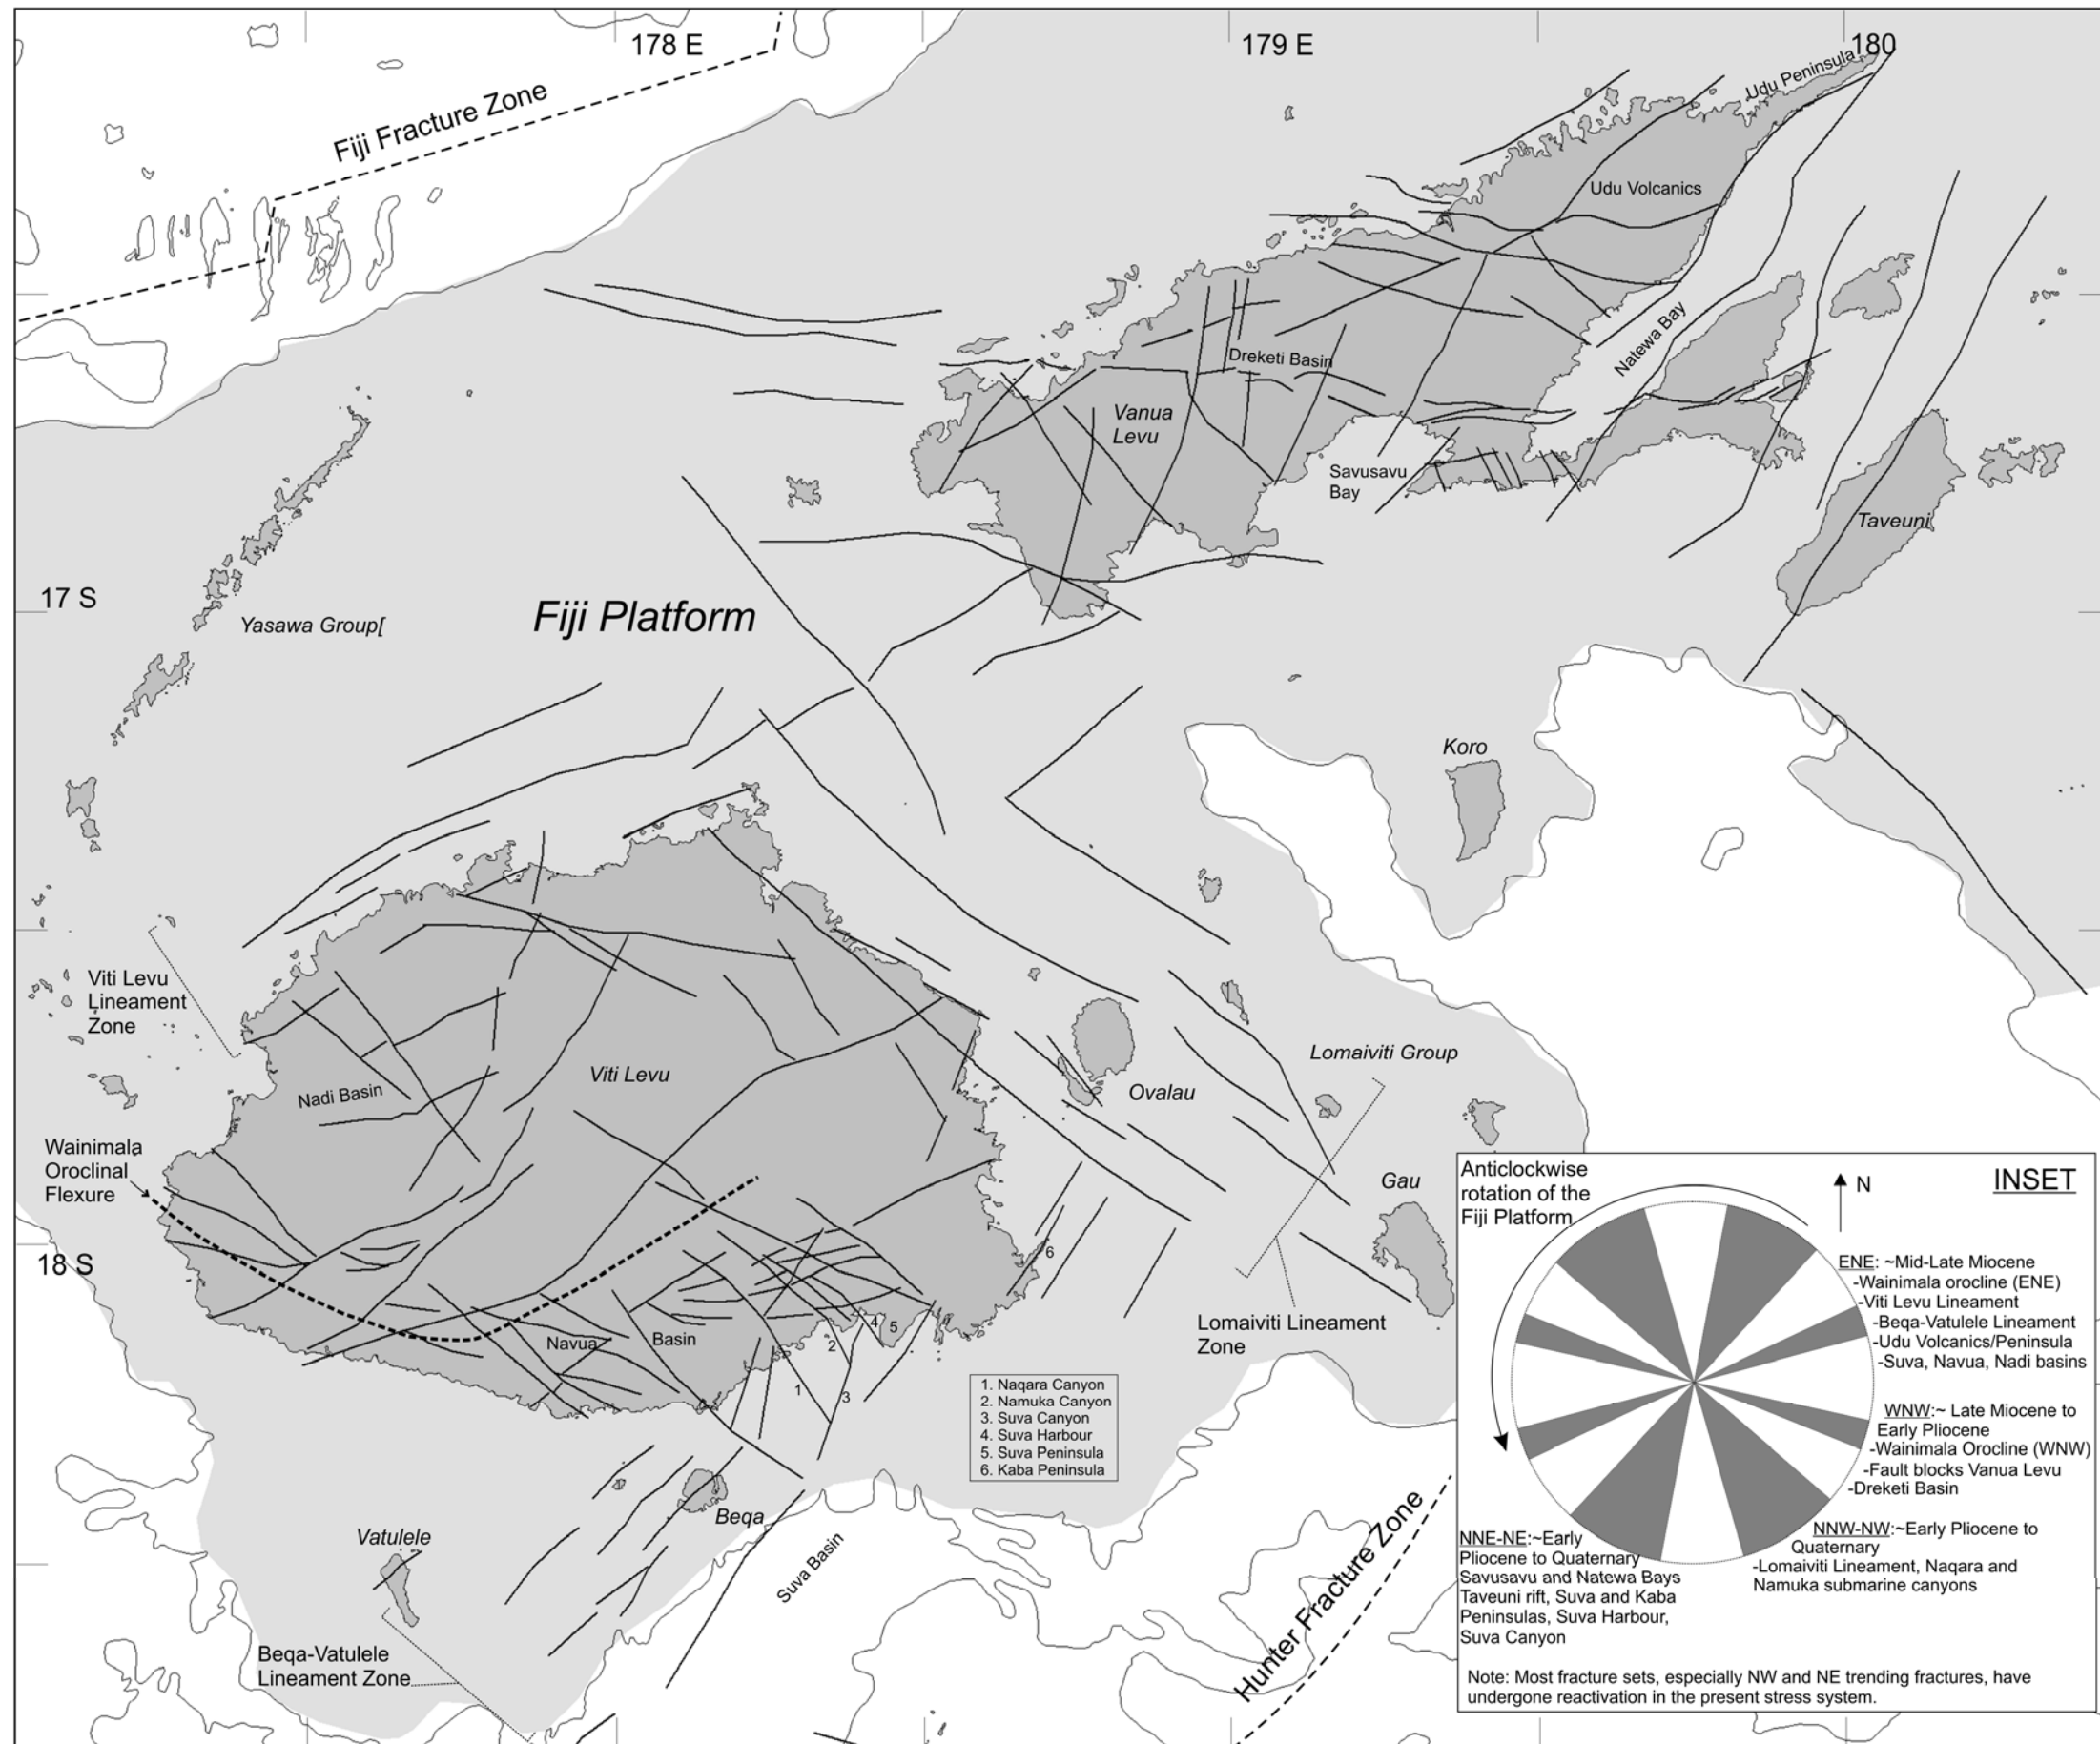 178 E
179 E
180
Fiji Fracture Zone
Udu Peninsula
Udu Volcanics
Natewa Bay
Dreketi Basin
Vanua
Levu
Savusavu
Bay
Taveuni
17 S
Yasawa Group[
Fiji Platform
Koro
Viti Levu
Lineament
Zone
Nadi Basin
Viti Levu
Ovalau
Lomaiviti Group
Wainimala
Oroclinal
Flexure
Gau
18 S
6
Lomaiviti Lineament
Zone
Navua
Basin
4
5
2
1
3
1. Naqara Canyon
2. Namuka Canyon
3. Suva Canyon
4. Suva Harbour
5. Suva Peninsula
6. Kaba Peninsula
Beqa
Vatulele
Suva Basin
Hunter Fracture Zone
Beqa-Vatulele
Lineament Zone
Anticlockwise
rotation of the
Fiji Platform
N
INSET
ENE: ~Mid-Late Miocene
-Wainimala orocline (ENE)
-Viti Levu Lineament
-Beqa-Vatulele Lineament
-Udu Volcanics/Peninsula
-Suva, Navua, Nadi basins
WNW:~ Late Miocene to
Early Pliocene
-Wainimala Orocline (WNW)
-Fault blocks Vanua Levu
-Dreketi Basin
NNW-NW:~Early Pliocene to
Quaternary
-Lomaiviti Lineament, Naqara and
Namuka submarine canyons
NNE-NE:~Early
Pliocene to Quaternary
Savusavu and Natewa Bays
Taveuni rift, Suva and Kaba
Peninsulas, Suva Harbour,
Suva Canyon
Note: Most fracture sets, especially NW and NE trending fractures, have
undergone reactivation in the present stress system.